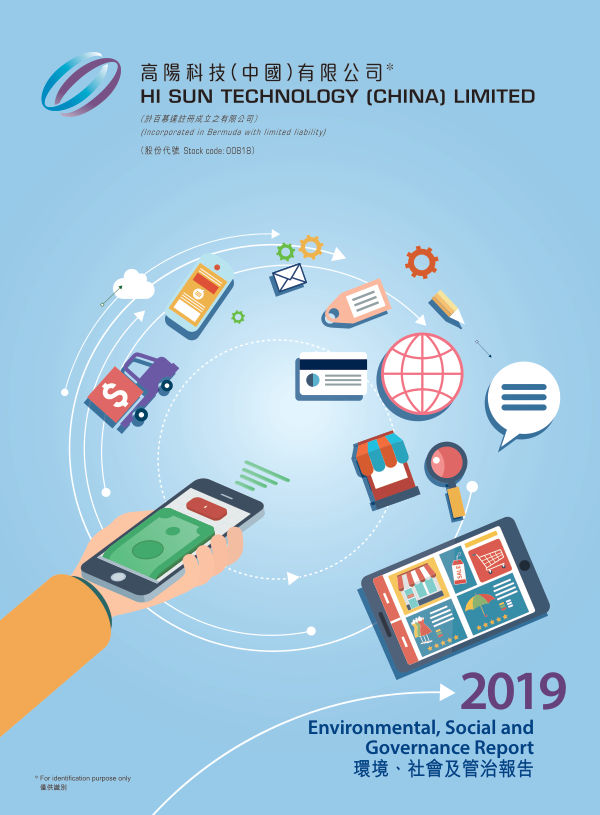 高陽科技(中國)有限公司*
HI SUN TECHNOLOGY (CHINA) LIMITED
(於百慕達註冊成立之有限公司)
(Incorporated in Bermuda with limited liability)
(股份代號 Stock code: 00818)
$
SALE
2019
Environmental, Social and
Governance Report
環境、社會及管治報告
* For identification purpose only
僅供識別